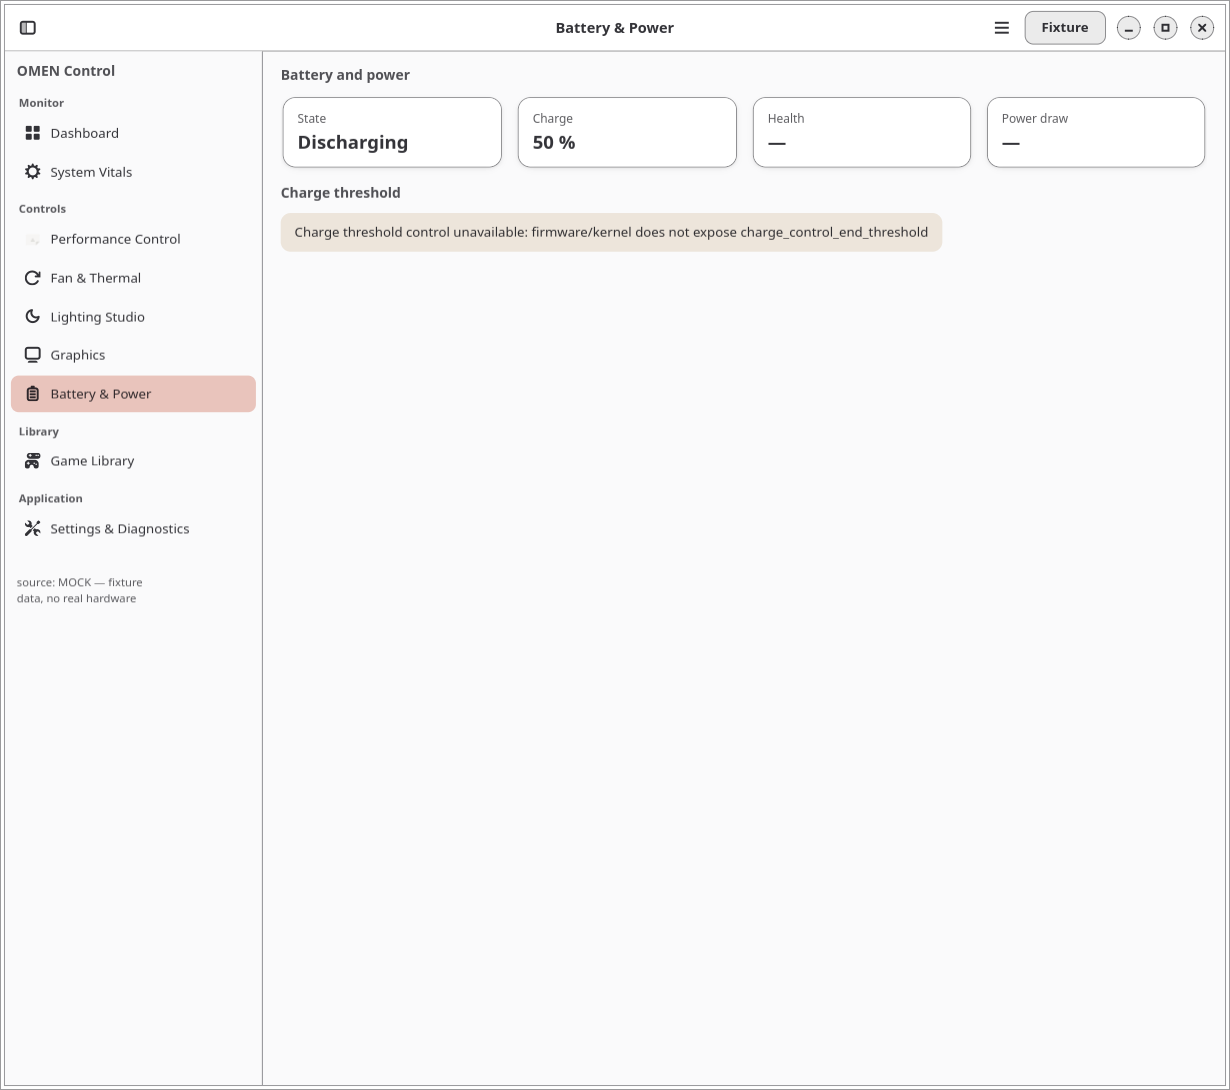 Battery & Power
Fixture
OMEN Control
Monitor
Dashboard
System Vitals
Controls
Performance Control
Fan & Thermal
Lighting Studio
Graphics
Battery & Power
Library
Game Library
Application
Settings & Diagnostics
source: MOCK — fixture
data, no real hardware
Battery and power
State
Discharging
Charge
50 %
Health
—
Power draw
—
Charge threshold
Charge threshold control unavailable: firmware/kernel does not expose charge_control_end_threshold